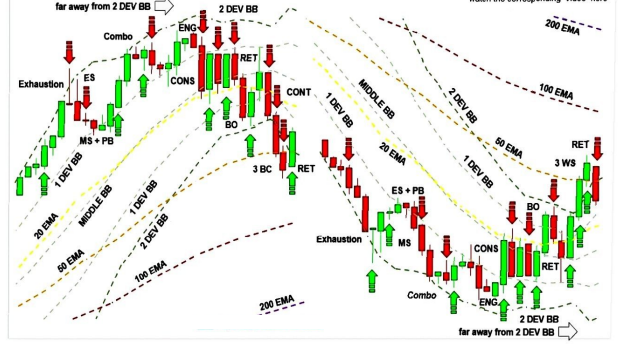 watch the corresponding video here
far away from 2 DEV BB
2 DEV BB
200 EMA
Combo
ENG
RET
Exhaustion
ES
CONS
CONT
MS + PB
BO
1 DEV BB
3 BC
RET
20 EMA
MIDDLE BB
1 DEV BB
2 DEV BB
50 EMA
100 EMA
200 EMA
MIDDLE BB
2 DEV BB
100 EMA
1 DEV BB
20 EMA
1 DEV BB
50 EMA
RET
3 WS
ES + PB
BO
Exhaustion
MS
CONS
RET
Combo
ENG
2 DEV BB
far away from 2 DEV BB